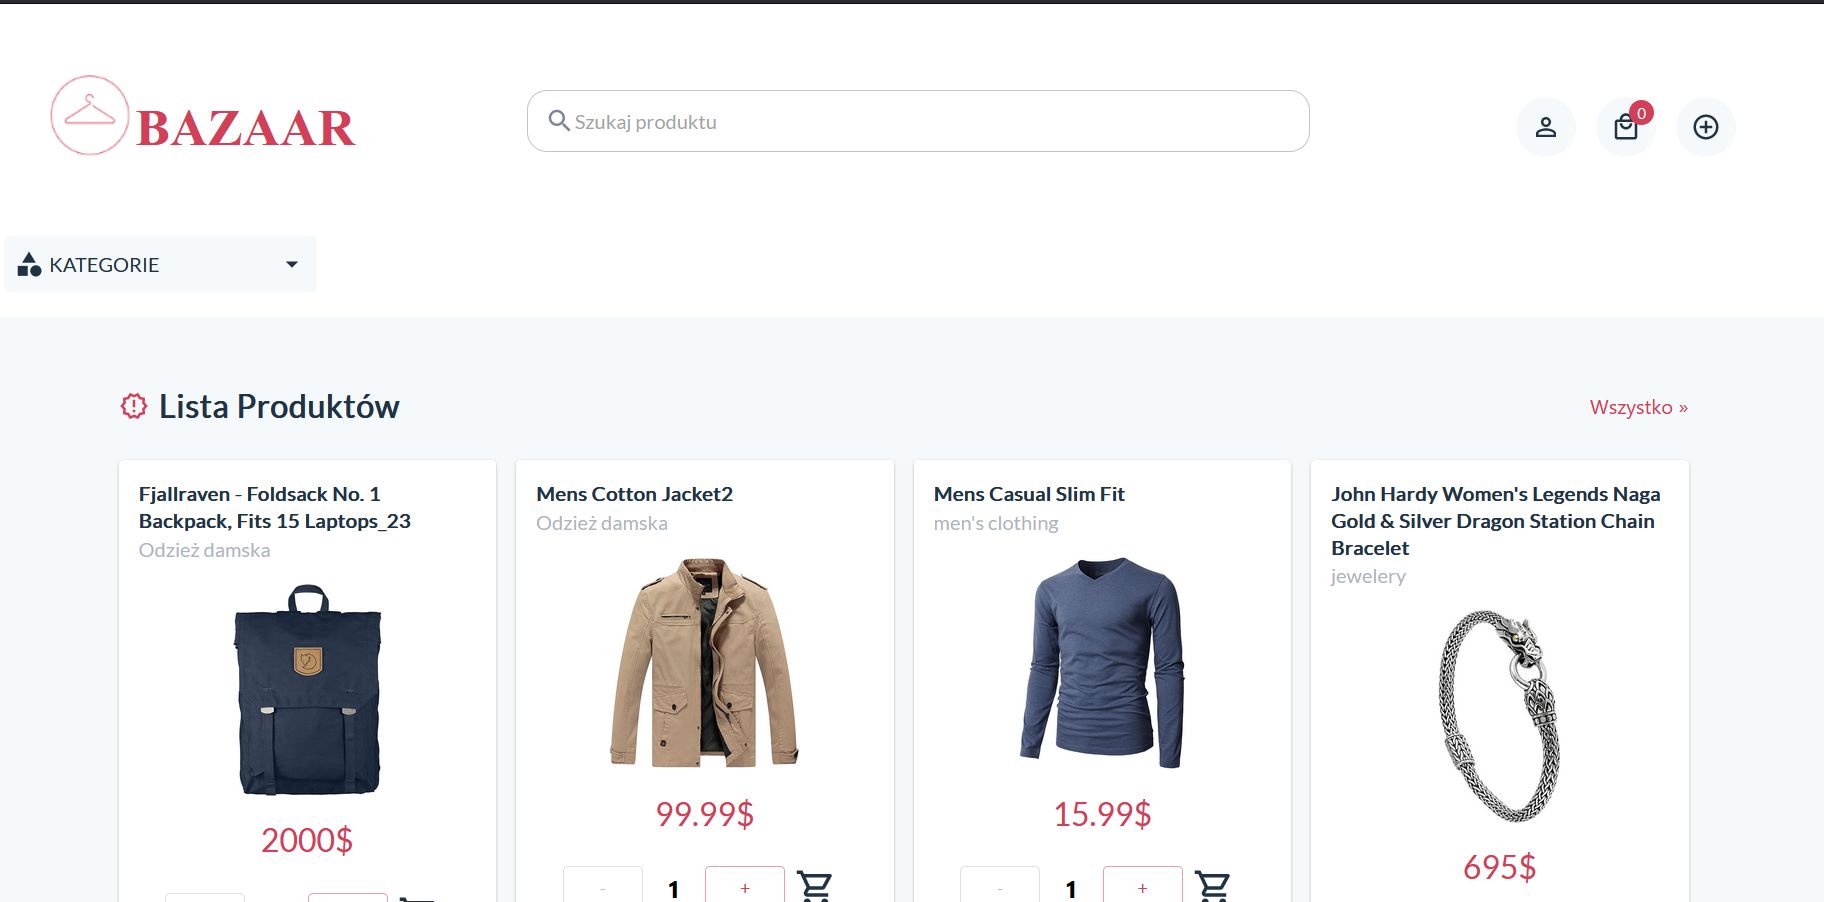 BAZAAR
Szukaj produktu
0
KATEGORIE
Lista Produktów
Wszystko »
Fjallraven - Foldsack No. 1
Backpack, Fits 15 Laptops_23
Odzież damska
2000$
Mens Cotton Jacket2
Odzież damska
99.99$
- 1 +
Mens Casual Slim Fit
men's clothing
15.99$
- 1 +
John Hardy Women's Legends Naga
Gold & Silver Dragon Station Chain
Bracelet
jewelery
695$